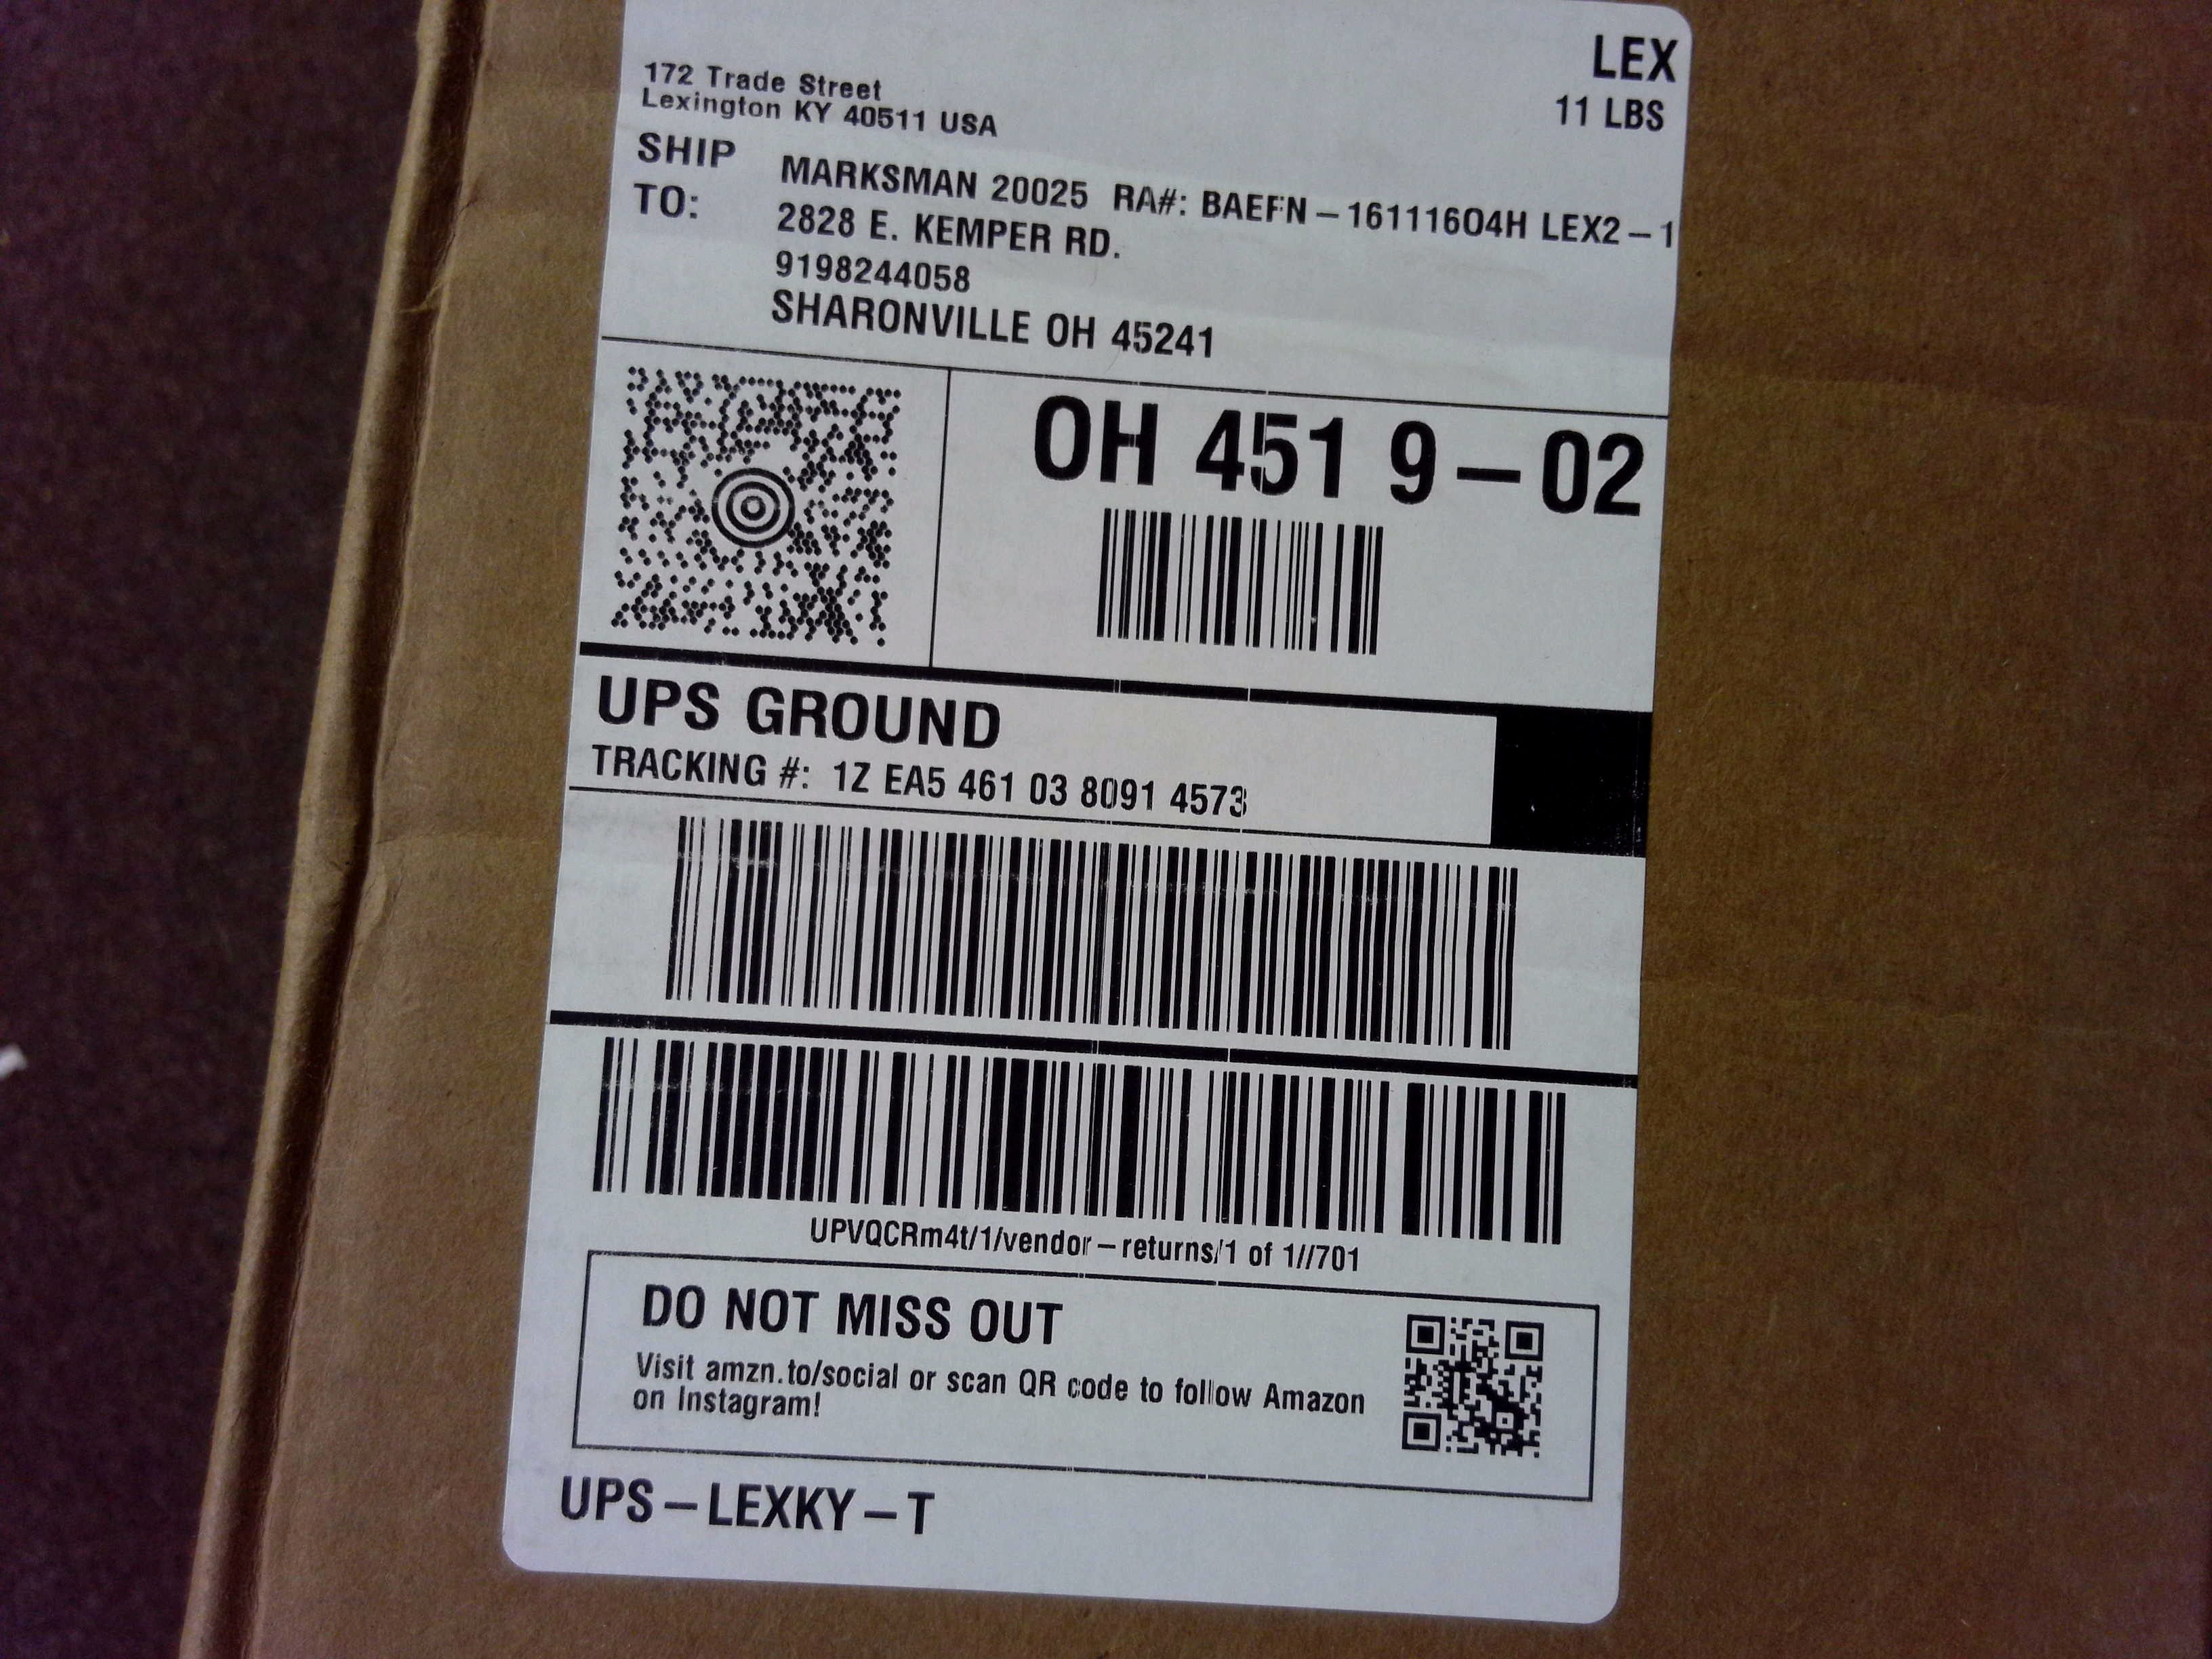 LEX
172 Trade Street
11 LBS
Lexington KY 40511 USA
SHIP TO:
MARKSMAN 20025 RA#: BAEFN-16111604H LEX2-1
2828 E. KEMPER RD.
9198244058
SHARONVILLE OH 45241
OH 451 9-02
UPS GROUND
TRACKING #: 1Z EA5 461 03 8091 4573
UPVQCRm4t/1/vendor-returns/1 of 1//701
DO NOT MISS OUT
Visit amzn.to/social or scan QR code to follow Amazon
on Instagram!
UPS-LEXKY-T